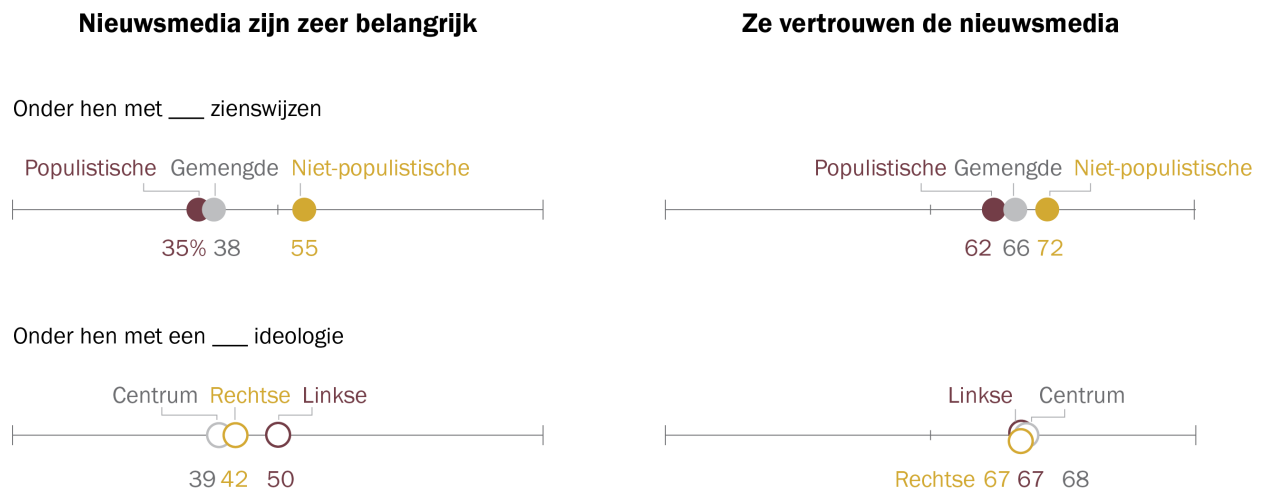 Nieuwsmedia zijn zeer belangrijk
Ze vertrouwen de nieuwsmedia
Onder hen met ___ zienswijzen
Populistische Gemengde Niet-populistische
35% 38 55
Populistische Gemengde Niet-populistische
62 66 72
Onder hen met een ___ ideologie
Centrum Rechtse Linkse
39 42 50
Linkse Centrum
Rechtse 67 67 68